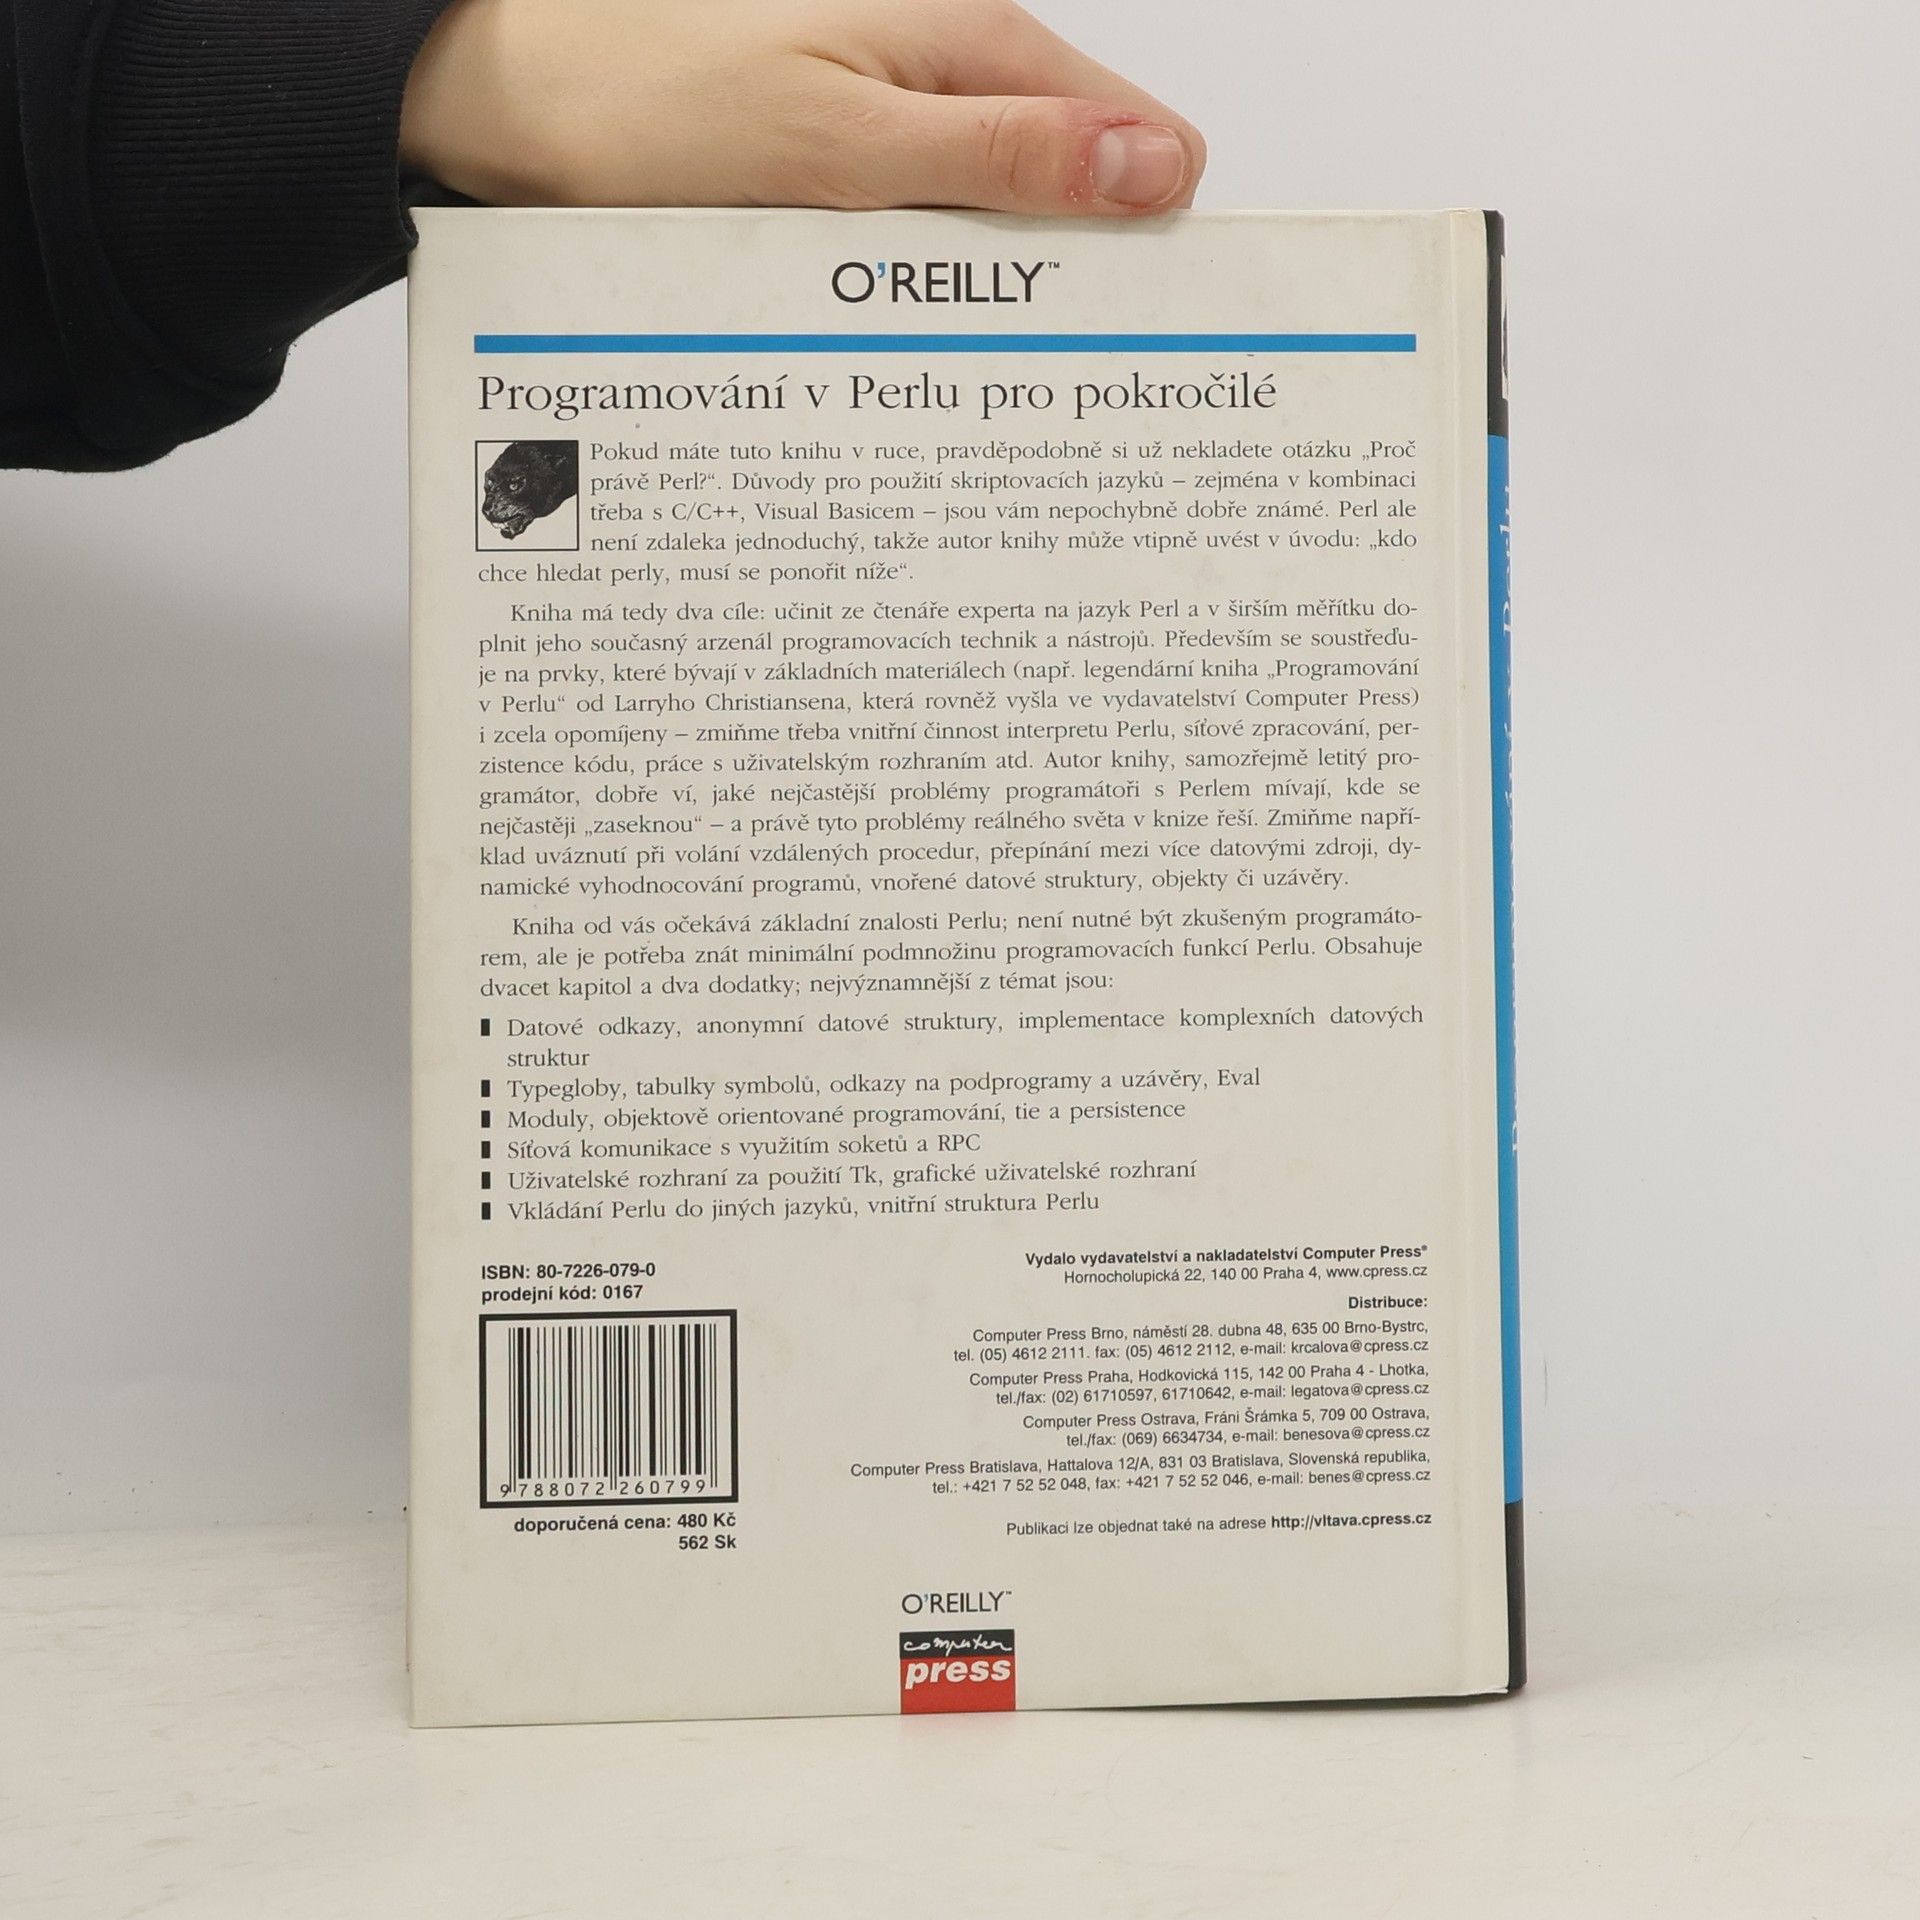 O'REILLY™
Programování v Perlu pro pokročilé
Pokud máte tuto knihu v ruce, pravděpodobně si už nekladete otázku „Proč
právě Perl?“. Důvody pro použití skriptovacích jazyků – zejména v kombinaci
třeba s C/C++, Visual Basicem – jsou vám nepochybně dobře známé. Perl ale
není zdaleka jednoduchý, takže autor knihy může vtipně uvést v úvodu: „kdo
chce hledat perly, musí se ponořit níže“.
Kniha má tedy dva cíle: učinit ze čtenáře experta na jazyk Perl a v širším měřítku do-
plnit jeho současný arzenál programovacích technik a nástrojů. Především se soustřeďu-
je na prvky, které bývají v základních materiálech (např. legendární kniha „Programování
v Perlu“ od Larryho Christiansena, která rovněž vyšla ve vydavatelství Computer Press)
i zcela opomíjeny – zmiňme třeba vnitřní činnost interpretu Perlu, síťové zpracování, per-
zistence kódu, práce s uživatelským rozhraním atd. Autor knihy, samozřejmě letitý pro-
gramátor, dobře ví, jaké nejčastější problémy programátoři s Perlem mívají, kde se
nejčastěji „zaseknou“ – a právě tyto problémy reálného světa v knize řeší. Zmiňme napří-
klad uváznutí při volání vzdálených procedur, přepínání mezi více datovými zdroji, dy-
namické vyhodnocování programů, vnořené datové struktury, objekty či uzávěry.
Kniha od vás očekává základní znalosti Perlu; není nutné být zkušeným programáto-
rem, ale je potřeba znát minimální podmnožinu programovacích funkcí Perlu. Obsahuje
dvacet kapitol a dva dodatky; nejvýznamnější z témat jsou:
Datové odkazy, anonymní datové struktury, implementace komplexních datových
struktur
Typegloby, tabulky symbolů, odkazy na podprogramy a uzávěry, Eval
Moduly, objektově orientované programování, tie a persistence
Síťová komunikace s využitím soketů a RPC
Uživatelské rozhraní za použití Tk, grafické uživatelské rozhraní
Vkládání Perlu do jiných jazyků, vnitřní struktura Perlu
ISBN: 80-7226-079-0
prodejní kód: 0167
9 788072 260799
doporučená cena: 480 Kč
562 Sk
Vydalo vydavatelství a nakladatelství Computer Press®
Hornocholupická 22, 140 00 Praha 4, www.cpress.cz
Distribuce:
Computer Press Brno, náměstí 28. dubna 48, 635 00 Brno-Bystrc,
tel. (05) 4612 2111. fax: (05) 4612 2112, e-mail: krcalova@cpress.cz
Computer Press Praha, Hodkovická 115, 142 00 Praha 4 - Lhotka,
tel./fax: (02) 61710597, 61710642, e-mail: legatova@cpress.cz
Computer Press Ostrava, Fráni Šrámka 5, 709 00 Ostrava,
tel./fax: (069) 6634734, e-mail: benesova@cpress.cz
Computer Press Bratislava, Hattalova 12/A, 831 03 Bratislava, Slovenská republika,
tel.: +421 7 52 52 048, fax: +421 7 52 52 046, e-mail: benes@cpress.cz
Publikaci lze objednat také na adrese http://vltava.cpress.cz
O'REILLY™
computer
press